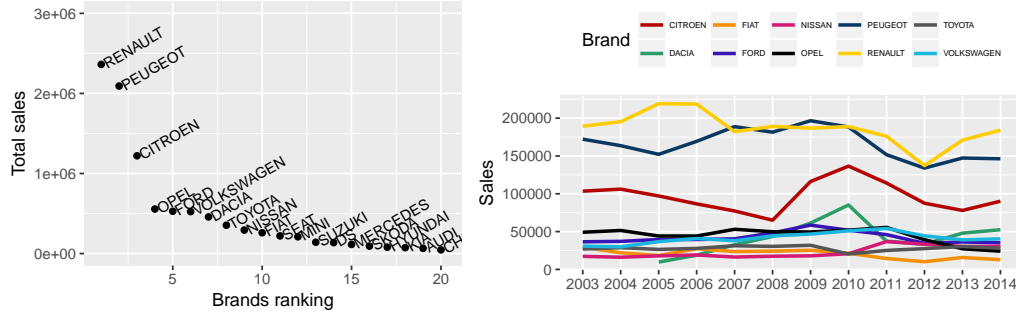 3e+06
2e+06
1e+06
0e+00
Total sales
RENAULT
PEUGEOT
CITROEN
OPEL
FORD
VOLKSWAGEN
DACIA
TOYOTA
NISSAN
FIAT
SEAT
MINI
SUZUKI
DS
MERCEDES
SKODA
HYUNDAI
KIA
AUDI
5 10 15 20
Brands ranking
Brand
CITROEN FIAT NISSAN PEUGEOT TOYOTA
DACIA FORD OPEL RENAULT VOLKSWAGEN
200000
150000
100000
50000
0
Sales
2003 2004 2005 2006 2007 2008 2009 2010 2011 2012 2013 2014